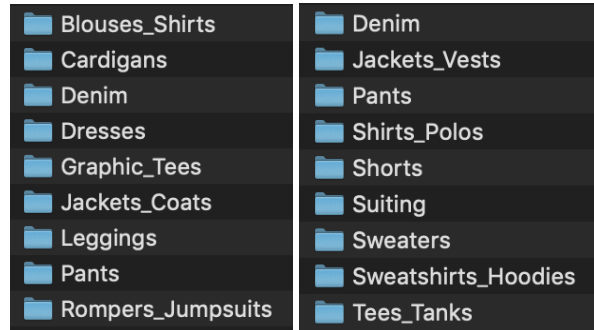 Blouses_Shirts
Cardigans
Denim
Dresses
Graphic_Tees
Jackets_Coats
Leggings
Pants
Rompers_Jumpsuits
Denim
Jackets_Vests
Pants
Shirts_Polos
Shorts
Suiting
Sweaters
Sweatshirts_Hoodies
Tees_Tanks